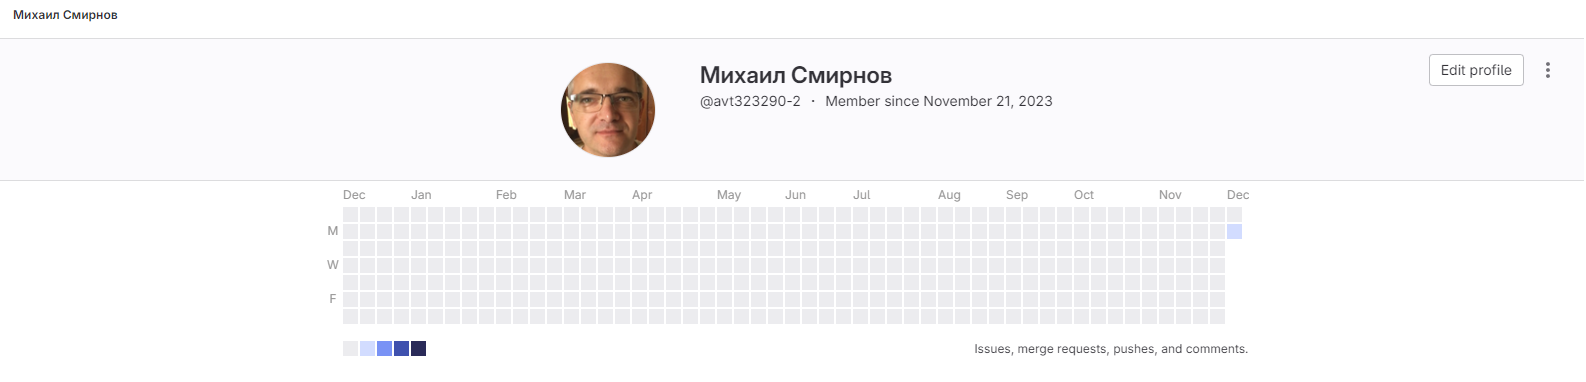 Михаил Смирнов
Михаил Смирнов
Edit profile
@avt323290-2 · Member since November 21, 2023
Dec Jan Feb Mar Apr May Jun Jul Aug Sep Oct Nov Dec
M
W
F
Issues, merge requests, pushes, and comments.